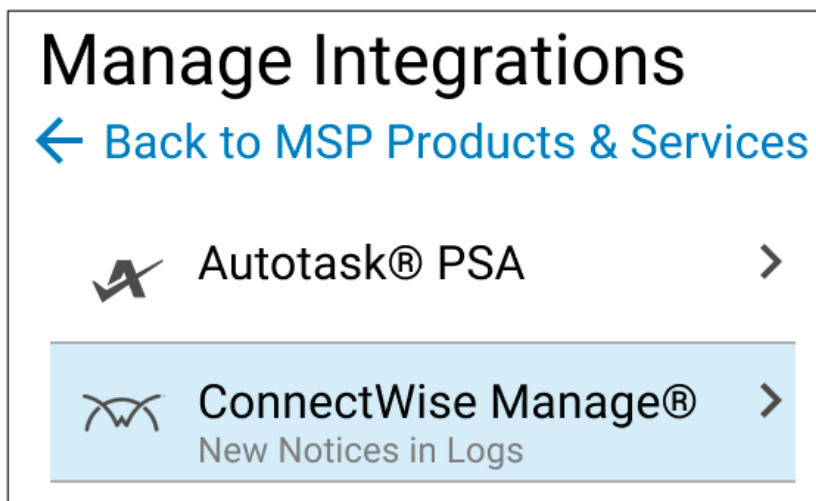 Manage Integrations
← Back to MSP Products & Services
Autotask® PSA
ConnectWise Manage®
New Notices in Logs